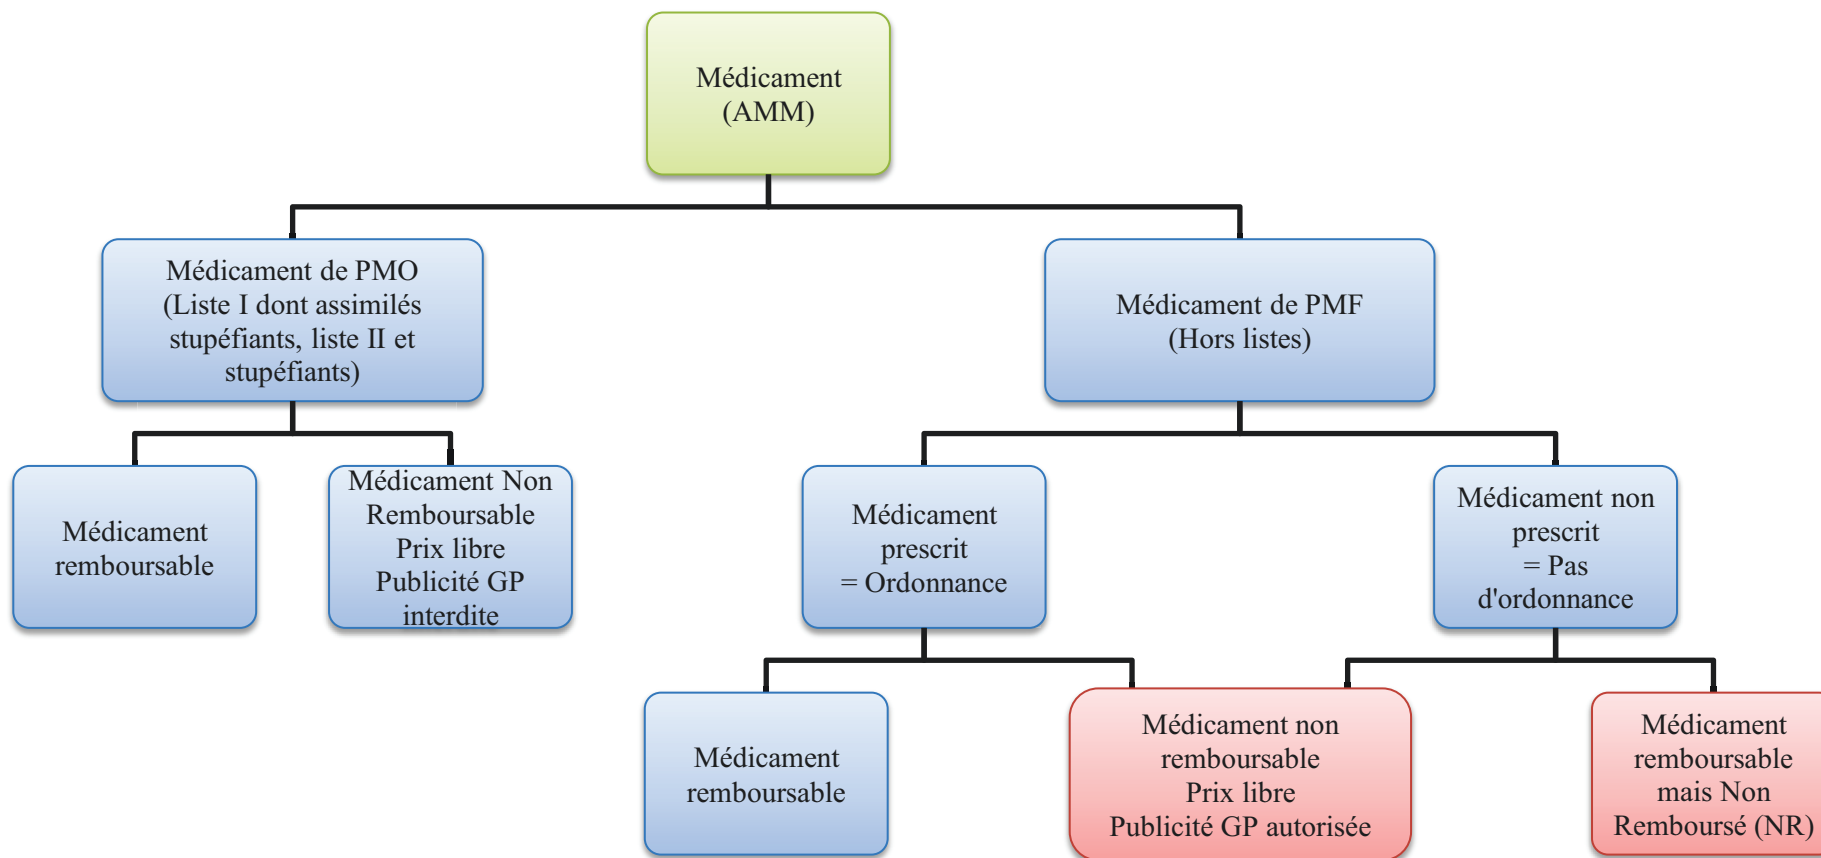 Médicament
(AMM)
Médicament de PMO
(Liste I dont assimilés
stupéfiants, liste II et
stupéfiants)
Médicament de PMF
(Hors listes)
Médicament
remboursable
Médicament Non
Remboursable
Prix libre
Publicité GP
interdite
Médicament
prescrit
= Ordonnance
Médicament non
prescrit
= Pas
d'ordonnance
Médicament
remboursable
Médicament non
remboursable
Prix libre
Publicité GP autorisée
Médicament
remboursable
mais Non
Remboursé (NR)